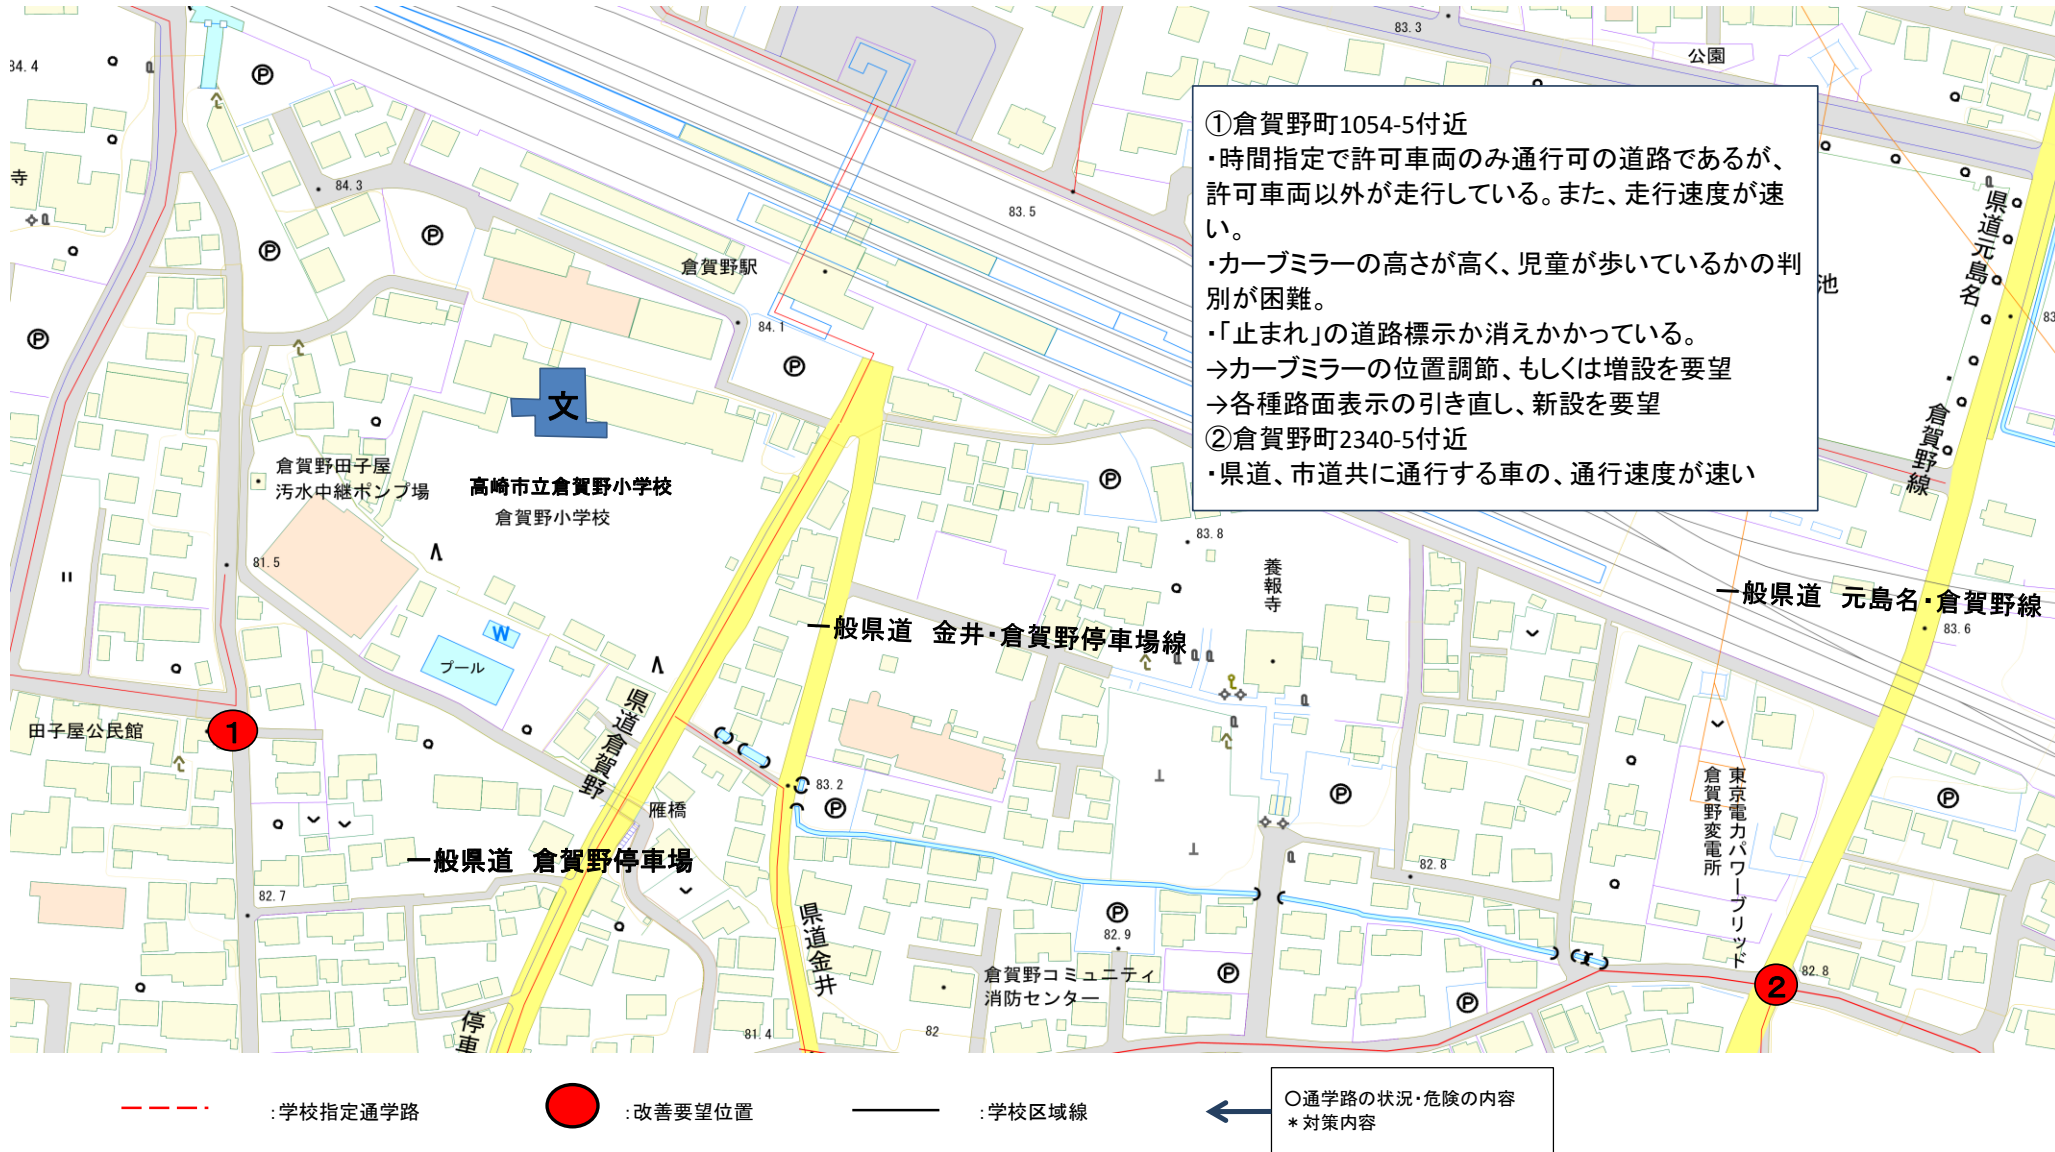 84.4
寺
84.3
83.5
83.3
公園
倉賀野駅
84.1
①倉賀野町1054-5付近
・時間指定で許可車両のみ通行可の道路であるが、
許可車両以外が走行している。また、走行速度が速
い。
・カーブミラーの高さが高く、児童が歩いているかの判
別が困難。
・「止まれ」の道路標示か消えかかっている。
→カーブミラーの位置調節、もしくは増設を要望
→各種路面表示の引き直し、新設を要望
②倉賀野町2340-5付近
・県道、市道共に通行する車の、通行速度が速い
池
県道元島名
倉賀野線
83
文
倉賀野田子屋
汚水中継ポンプ場
高崎市立倉賀野小学校
倉賀野小学校
81.5
83.8
養報寺
一般県道 元島名・倉賀野線
83.6
一般県道 金井・倉賀野停車場線
W
プール
県道倉賀野
田子屋公民館
1
83.2
雁橋
一般県道 倉賀野停車場
82.7
82.8
東京電力パワーブリッド
倉賀野変電所
県道金井
82.9
倉賀野コミュニティ
消防センター
82.8
2
停車
81.4
82
:学校指定通学路
:改善要望位置
:学校区域線
○通学路の状況・危険の内容
＊対策内容